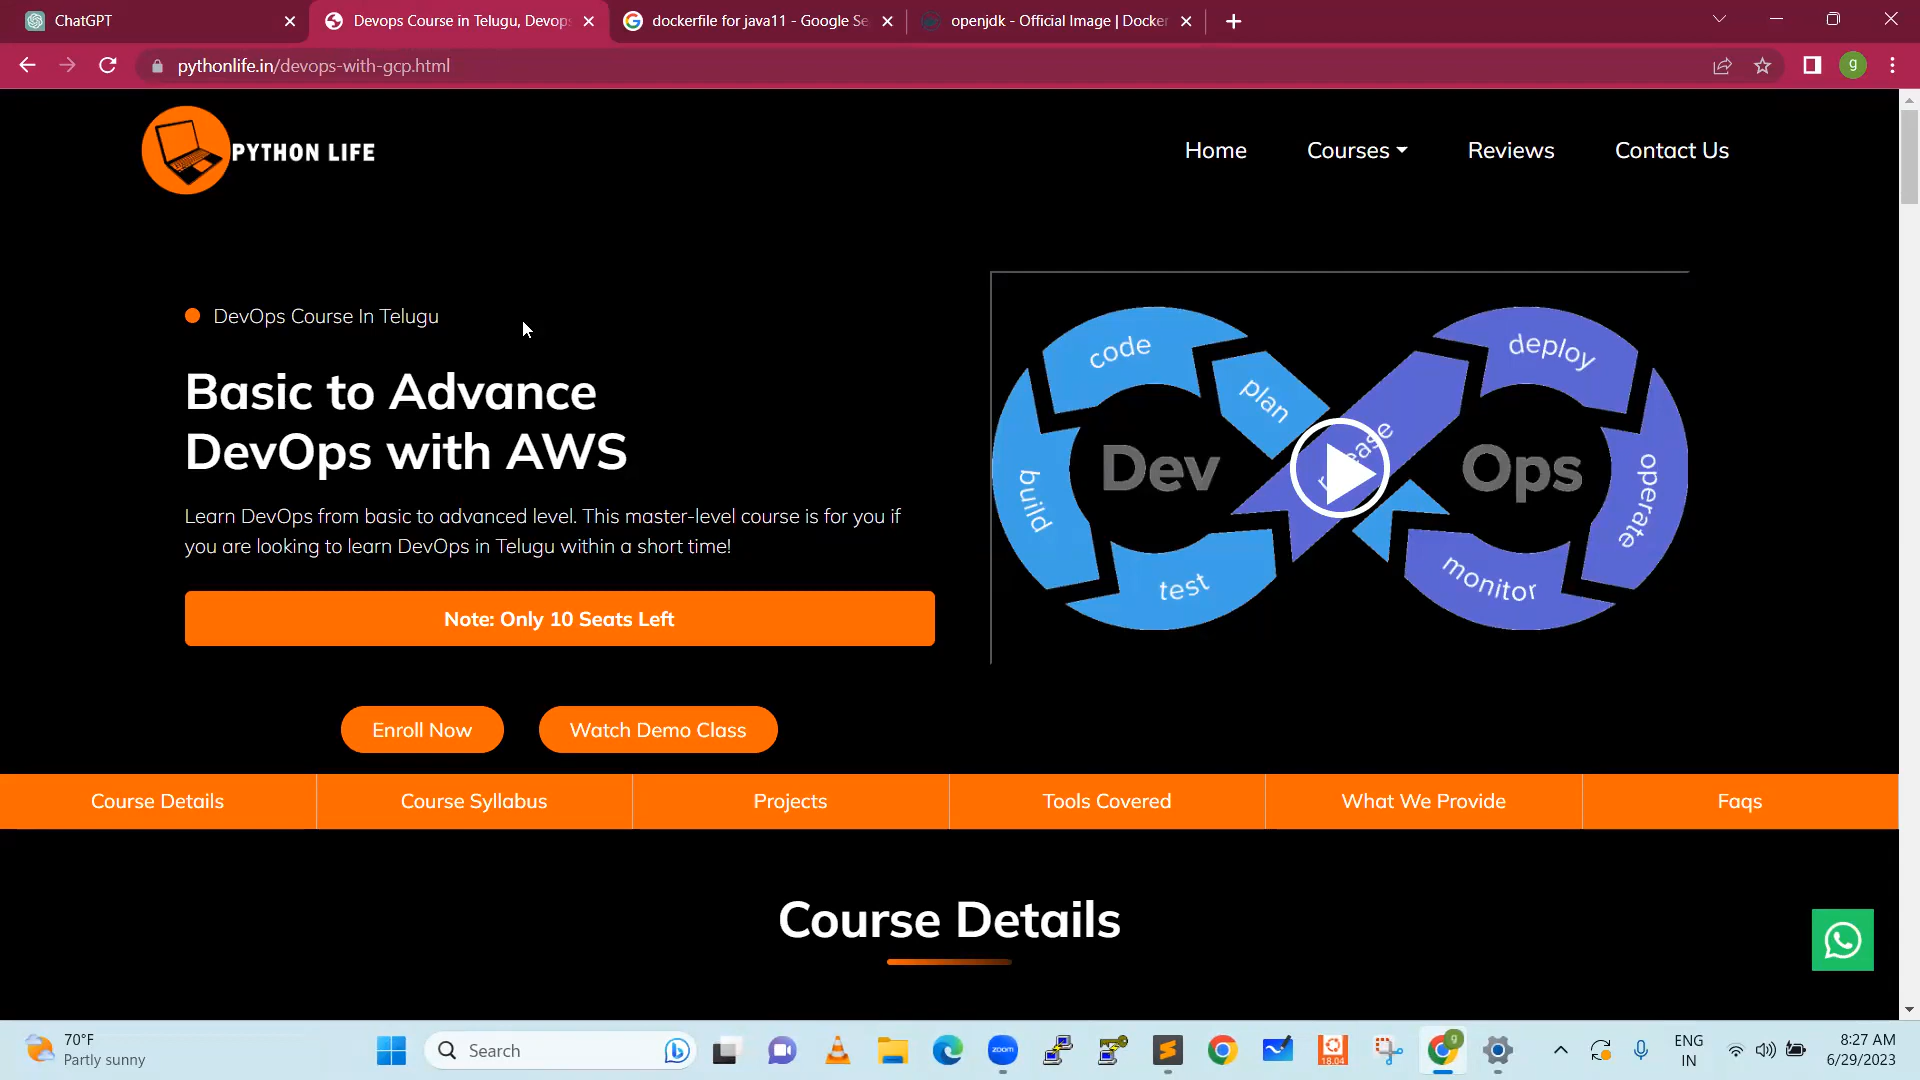 ChatGPT
Devops Course in Telugu, Devops
dockerfile for java11 - Google Se
openjdk - Official Image | Docker
pythonlife.in/devops-with-gcp.html
g
PYTHON LIFE
Home
Courses
Reviews
Contact Us
DevOps Course In Telugu
Basic to Advance
DevOps with AWS
Learn DevOps from basic to advanced level. This master-level course is for you if
you are looking to learn DevOps in Telugu within a short time!
Note: Only 10 Seats Left
Enroll Now
Watch Demo Class
code
plan
build
test
Dev
release
Ops
deploy
operate
monitor
Course Details
Course Syllabus
Projects
Tools Covered
What We Provide
Faqs
Course Details
70°F
Partly sunny
Search
zoom
18.04
g
ENG
IN
8:27 AM
6/29/2023